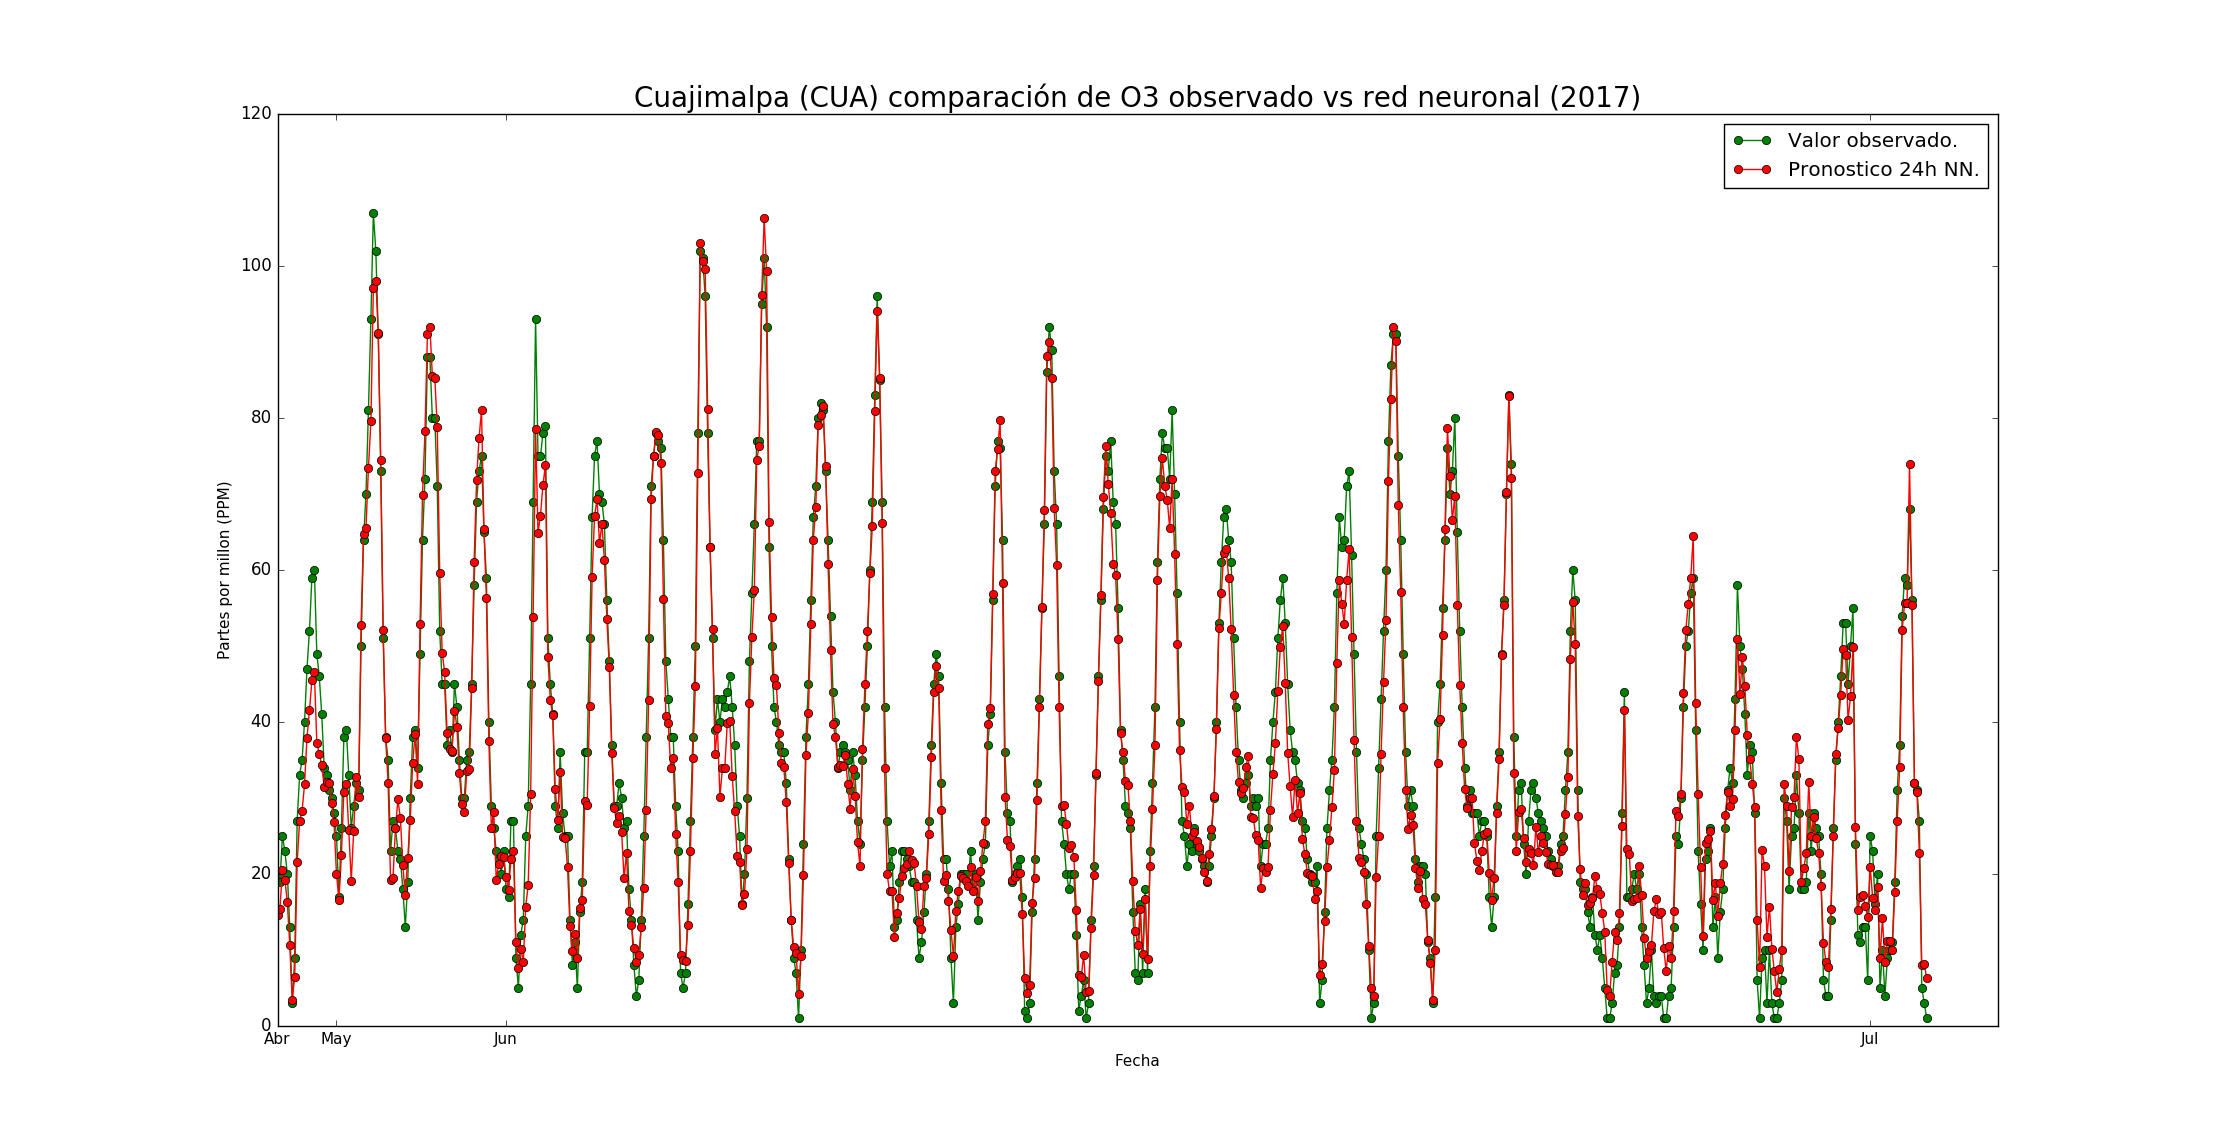 Cuajimalpa (CUA) comparación de O3 observado vs red neuronal (2017)
Valor observado.
Pronostico 24h NN.
Partes por millon (PPM)
120
100
80
60
40
20
0
Abr May Jun Jul
Fecha